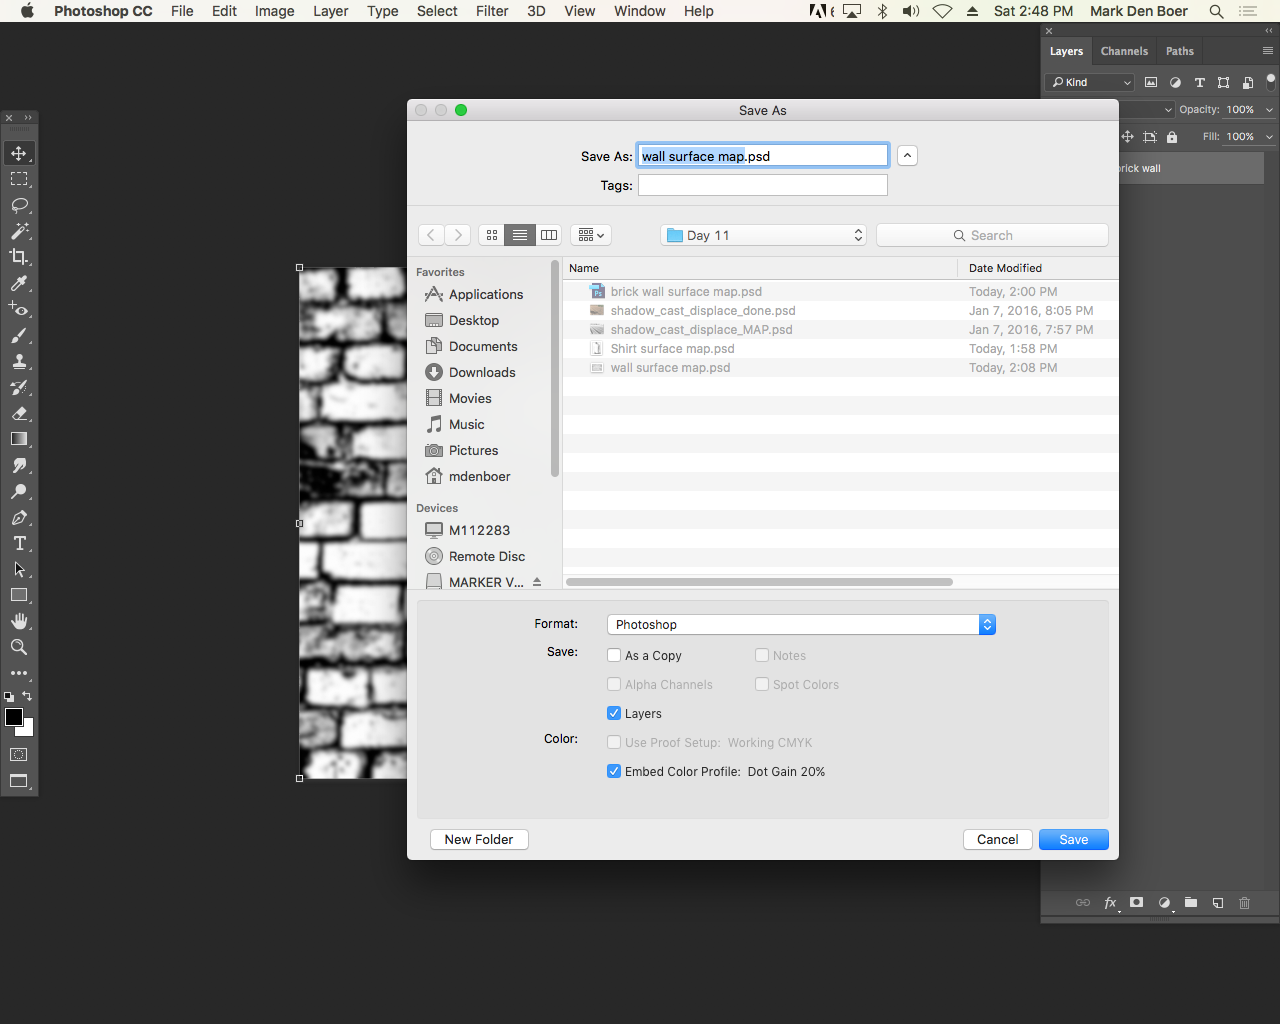 Photoshop CC File Edit Image Layer Type Select Filter 3D View Window Help 6 Sat 2:48 PM Mark Den Boer
Layers Channels Paths
Kind
Opacity: 100%
Fill: 100%
brick wall
Save As
Save As: wall surface map.psd
Tags:
Day 11
Search
Favorites
Applications
Desktop
Documents
Downloads
Movies
Music
Pictures
mdenboer
Devices
M112283
Remote Disc
MARKER V...
Name Date Modified
brick wall surface map.psd Today, 2:00 PM
shadow_cast_displace_done.psd Jan 7, 2016, 8:05 PM
shadow_cast_displace_MAP.psd Jan 7, 2016, 7:57 PM
Shirt surface map.psd Today, 1:58 PM
wall surface map.psd Today, 2:08 PM
Format: Photoshop
Save: As a Copy Notes
Alpha Channels Spot Colors
Layers
Color: Use Proof Setup: Working CMYK
Embed Color Profile: Dot Gain 20%
New Folder Cancel Save
fx